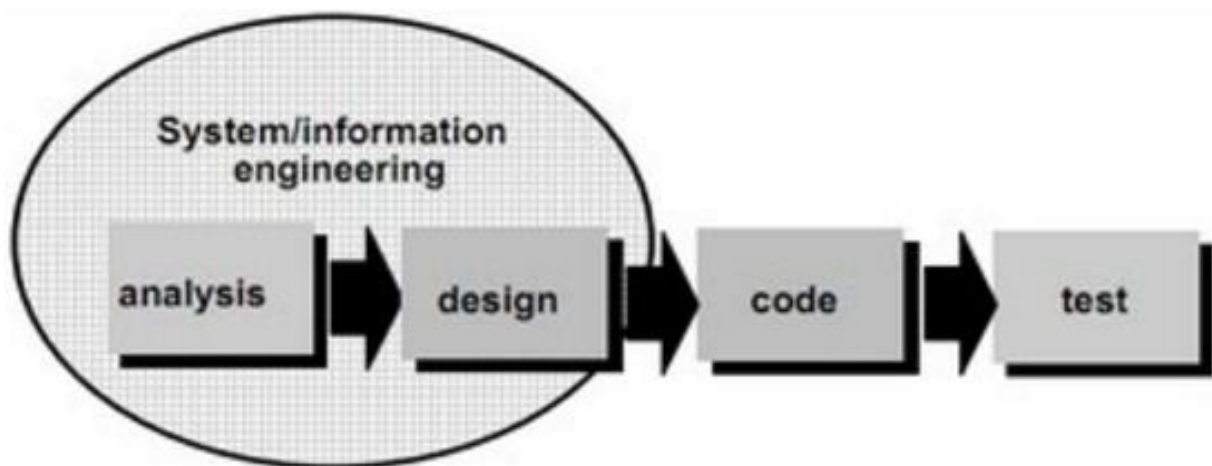 System/information
engineering
analysis
design
code
test